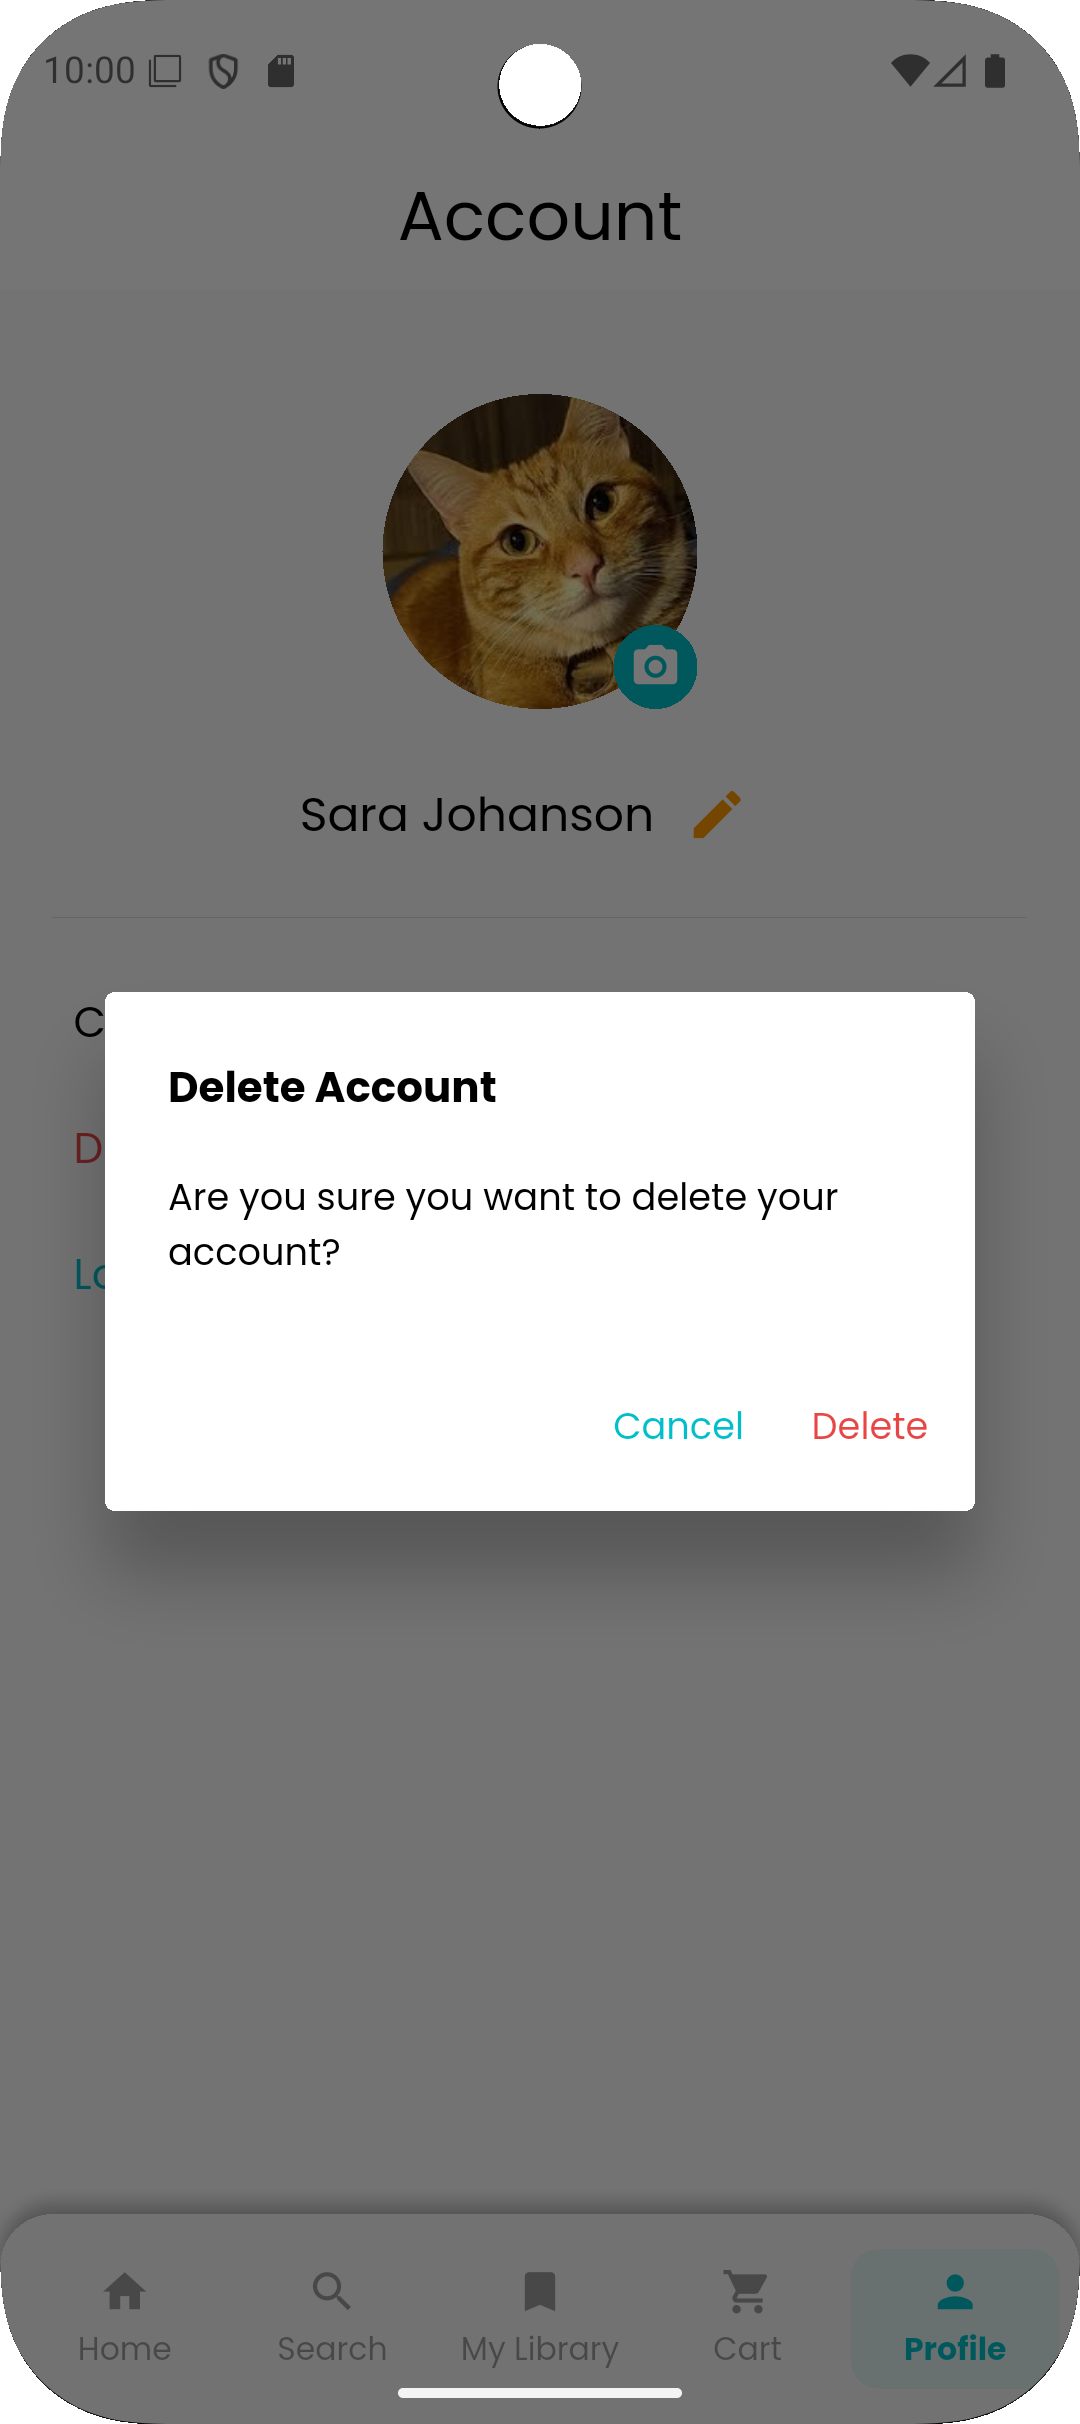 10:00
Account
Sara Johanson
Delete Account
Are you sure you want to delete your
account?
Cancel Delete
Home Search My Library Cart Profile